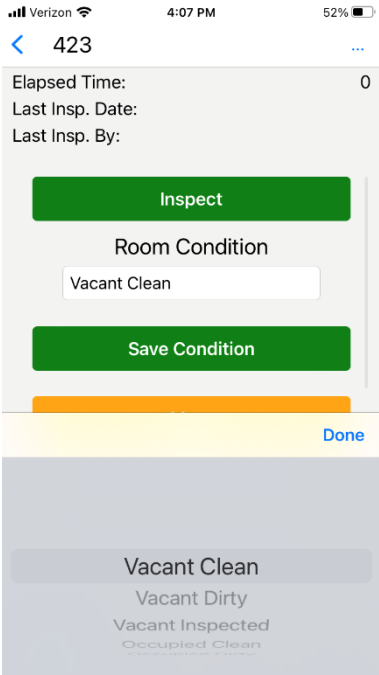 Verizon 4:07 PM 52%
423 ...
Elapsed Time: 0
Last Insp. Date:
Last Insp. By:
Inspect
Room Condition
Vacant Clean
Save Condition
Done
Vacant Clean
Vacant Dirty
Vacant Inspected
Occupied Clean